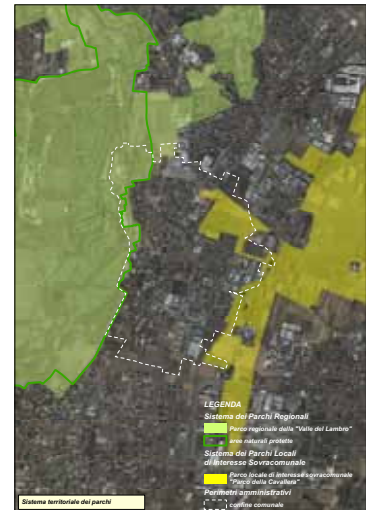 LEGENDA
Sistema dei Parchi Regionali
Parco regionale della "Valle del Lambro"
aree naturali protette
Sistema dei Parchi Locali
di Interesse Sovracomunale
Parco locale di interesse sovracomunale
"Parco della Cavallera"
Perimetri amministrativi
confine comunale
Sistema territoriale dei parchi